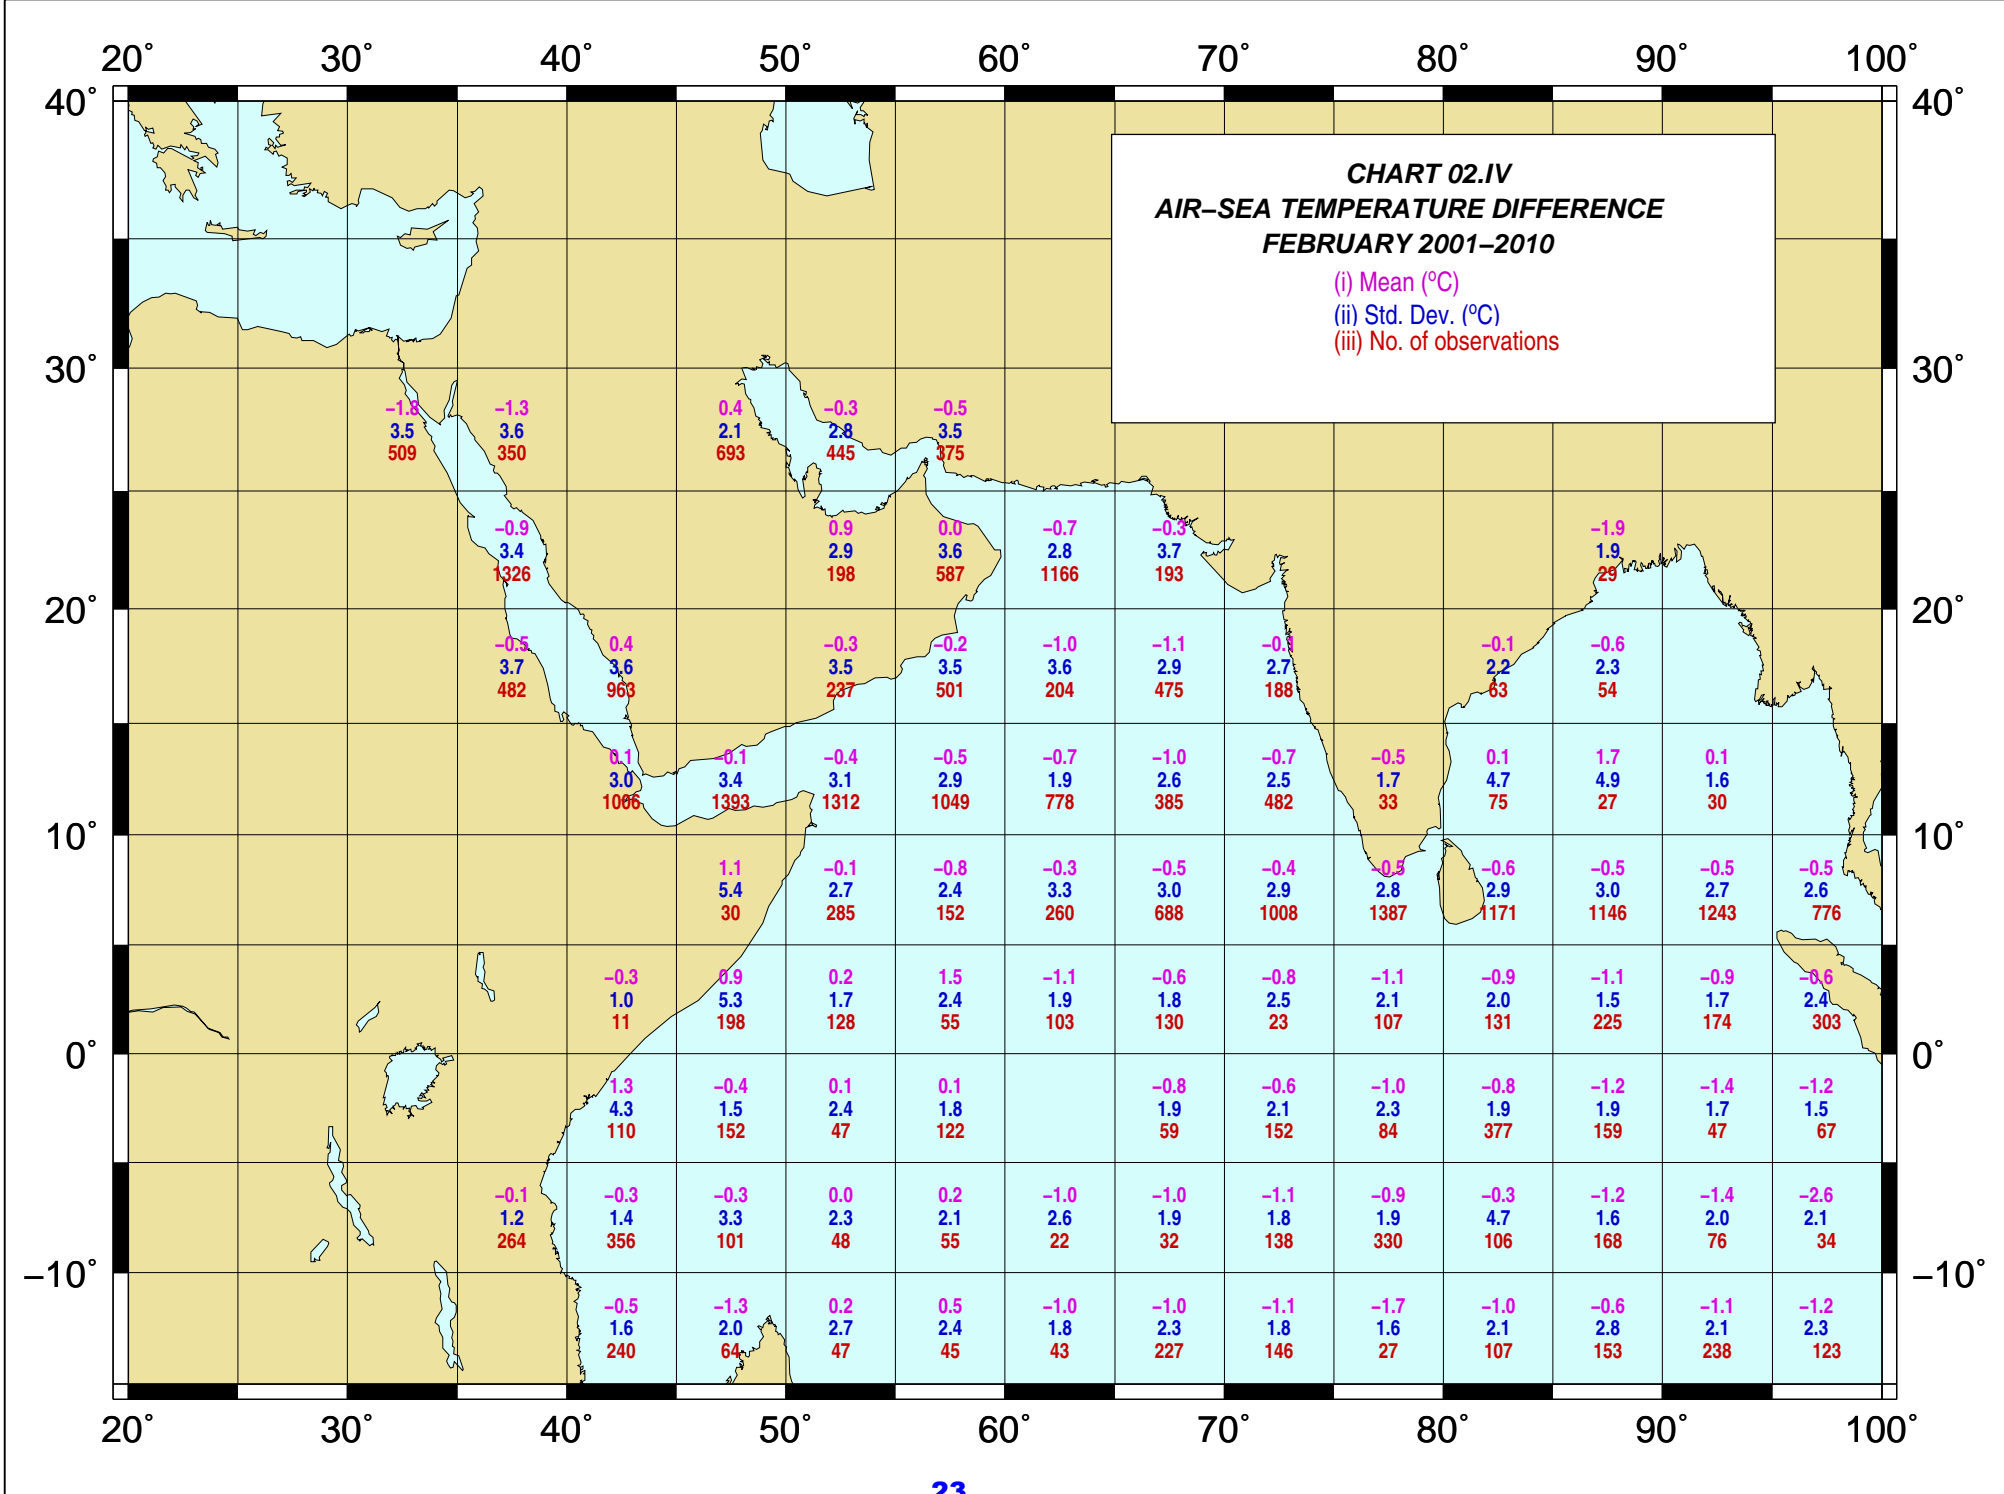 20° 30° 40° 50° 60° 70° 80° 90° 100°
40° 40°
CHART 02.IV
AIR–SEA TEMPERATURE DIFFERENCE
FEBRUARY 2001–2010
(i) Mean (°C)
(ii) Std. Dev. (°C)
(iii) No. of observations
30° 30°
−1.8 −1.3 0.4 −0.3 −0.5
3.5 3.6 2.1 2.8 3.5
509 350 693 445 375
−0.9 0.9 0.0 −0.7 −0.3 −1.9
3.4 2.9 3.6 2.8 3.7 1.9
1326 198 587 1166 193 29
20° 20°
−0.5 0.4 −0.3 −0.2 −1.0 −1.1 −0.1 −0.1 −0.6
3.7 3.6 3.5 3.5 3.6 2.9 2.7 2.2 2.3
482 963 237 501 204 475 188 63 54
0.1 −0.1 −0.4 −0.5 −0.7 −1.0 −0.7 −0.5 0.1 1.7 0.1
3.0 3.4 3.1 2.9 1.9 2.6 2.5 1.7 4.7 4.9 1.6
1006 1393 1312 1049 778 385 482 33 75 27 30
10° 10°
1.1 −0.1 −0.8 −0.3 −0.5 −0.4 −0.5 −0.6 −0.5 −0.5 −0.5
5.4 2.7 2.4 3.3 3.0 2.9 2.8 2.9 3.0 2.7 2.6
30 285 152 260 688 1008 1387 1171 1146 1243 776
−0.3 0.9 0.2 1.5 −1.1 −0.6 −0.8 −1.1 −0.9 −1.1 −0.9 −0.6
1.0 5.3 1.7 2.4 1.9 1.8 2.5 2.1 2.0 1.5 1.7 2.4
11 198 128 55 103 130 23 107 131 225 174 303
0° 0°
1.3 −0.4 0.1 0.1 −0.8 −0.6 −1.0 −0.8 −1.2 −1.4 −1.2
4.3 1.5 2.4 1.8 1.9 2.1 2.3 1.9 1.9 1.7 1.5
110 152 47 122 59 152 84 377 159 47 67
−0.1 −0.3 −0.3 0.0 0.2 −1.0 −1.0 −1.1 −0.9 −0.3 −1.2 −1.4 −2.6
1.2 1.4 3.3 2.3 2.1 2.6 1.9 1.8 1.9 4.7 1.6 2.0 2.1
264 356 101 48 55 22 32 138 330 106 168 76 34
−10° −10°
−0.5 −1.3 0.2 0.5 −1.0 −1.0 −1.1 −1.7 −1.0 −0.6 −1.1 −1.2
1.6 2.0 2.7 2.4 1.8 2.3 1.8 1.6 2.1 2.8 2.1 2.3
240 64 47 45 43 227 146 27 107 153 238 123
20° 30° 40° 50° 60° 70° 80° 90° 100°
23